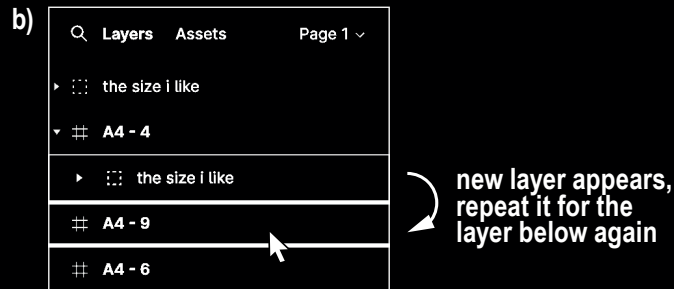 b)
Layers Assets Page 1
the size i like
A4 - 4
the size i like
A4 - 9
A4 - 6
new layer appears,
repeat it for the
layer below again